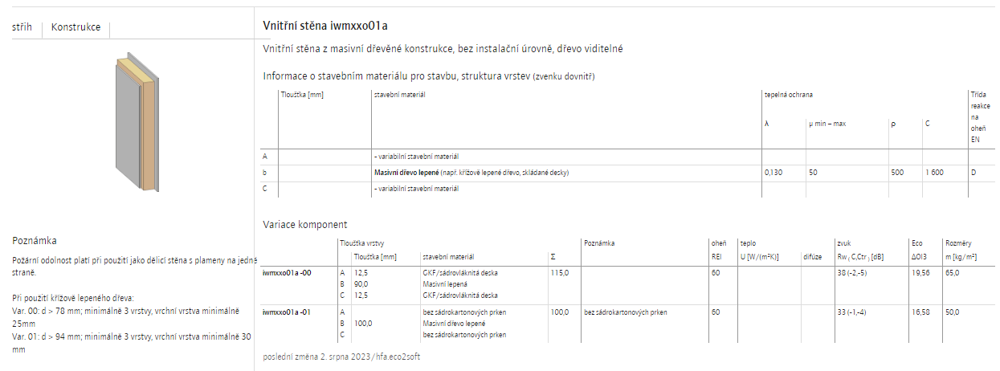 střih Konstrukce
Vnitřní stěna iwmxxo01a
Vnitřní stěna z masivní dřevěné konstrukce, bez instalační úrovně, dřevo viditelné
Informace o stavebním materiálu pro stavbu, struktura vrstev (zvenku dovnitř)
Tloušťka [mm] stavební materiál tepelná ochrana Třída
reakce
na
oheň
EN
λ μ min – max ρ C
A - variabilní stavební materiál
b Masivní dřevo lepené (např. křížově lepené dřevo, skládané desky) 0,130 50 500 1 600 D
C - variabilní stavební materiál
Variace komponent
Tloušťka vrstvy Poznámka oheň teplo zvuk Eco Rozměry
Tloušťka [mm] stavební materiál Σ REI U [W/(m²K)] difúze Rw ( C,Ctr ) [dB] ΔOI3 m [kg/m²]
iwmxxo01a -00 A 12,5 GKF/sádrovláknitá deska 115,0 60 38 (-2,-5) 19,56 65,0
B 90,0 Masivní lepená
C 12,5 GKF/sádrovláknitá deska
iwmxxo01a -01 A bez sádrokartonových prken 100,0 bez sádrokartonových prken 60 33 (-1,-4) 16,58 50,0
B 100,0 Masivní dřevo lepené
C bez sádrokartonových prken
poslední změna 2. srpna 2023/hfa.eco2soft
Poznámka
Požární odolnost platí při použití jako dělicí stěna s plameny na jedné
straně.
Při použití křížově lepeného dřeva:
Var. 00: d > 78 mm; minimálně 3 vrstvy, vrchní vrstva minimálně
25mm
Var. 01: d > 94 mm; minimálně 3 vrstvy, vrchní vrstva minimálně 30
mm